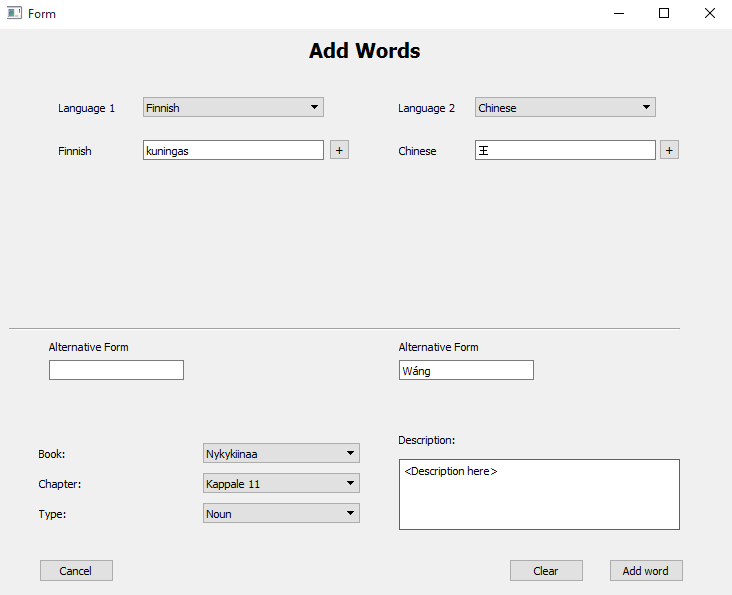 Form
Add Words
Language 1 Finnish Language 2 Chinese
Finnish kuningas + Chinese 王 +
Alternative Form Alternative Form
Wáng
Description:
Book: Nykykiinaa
<Description here>
Chapter: Kappale 11
Type: Noun
Cancel Clear Add word